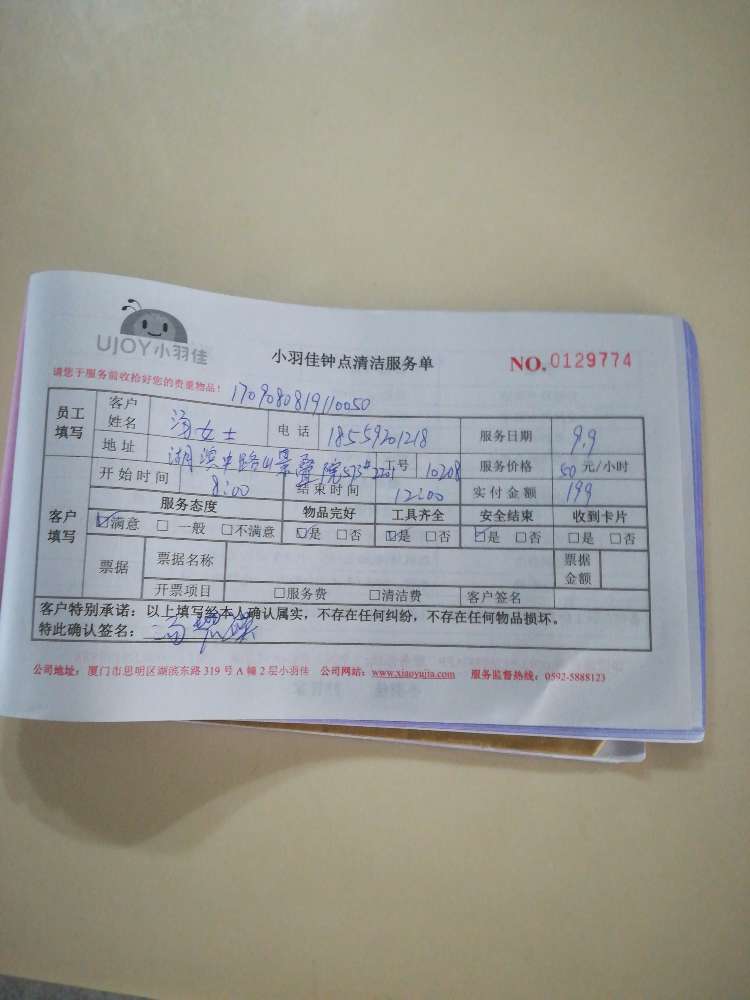 UJOY小羽佳
小羽佳钟点清洁服务单
NO.0129774
请您于服务前收拾好您的贵重物品！
1709080819110050
员工填写 客户姓名 汤女士 电话 18559201218 服务日期 9.9
地址 湖滨中路 573#2201 工号 10208 服务价格 50元/小时
客户填写 开始时间 8:00 结束时间 12:00 实付金额 199
服务态度 物品完好 工具齐全 安全结束 收到卡片
☑满意 □一般 □不满意 ☑是 □否 ☑是 □否 ☑是 □否 □是 □否
票据 票据名称 票据金额
开票项目 □服务费 □清洁费 客户签名
客户特别承诺：以上填写经本人确认属实，不存在任何纠纷，不存在任何物品损坏。
特此确认签名：
公司地址：厦门市思明区湖滨东路319号A幢2层小羽佳 公司网站：www.xiaoyujia.com 服务监督热线：0592-5888123